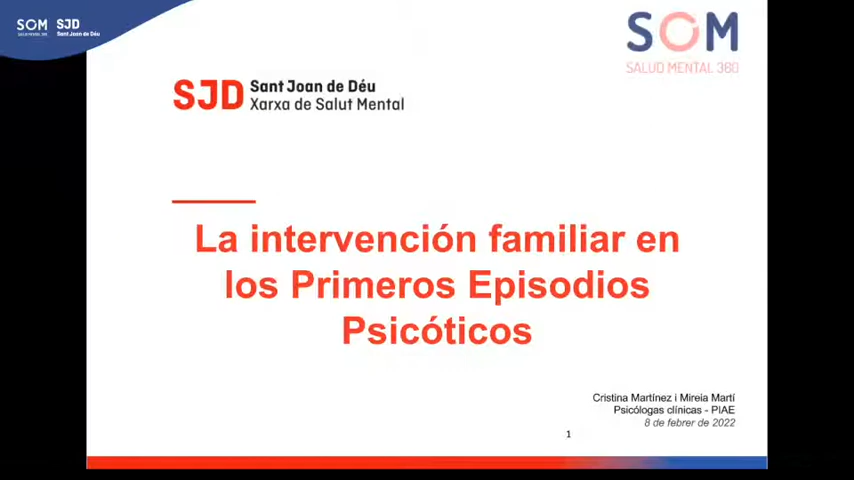 SOM
SJD
Sant Joan de Déu
SOM
SALUD MENTAL 360
SJD
Sant Joan de Déu
Xarxa de Salut Mental
La intervención familiar en
los Primeros Episodios
Psicóticos
Cristina Martínez i Mireia Martí
Psicólogas clínicas - PIAE
8 de febrer de 2022
1